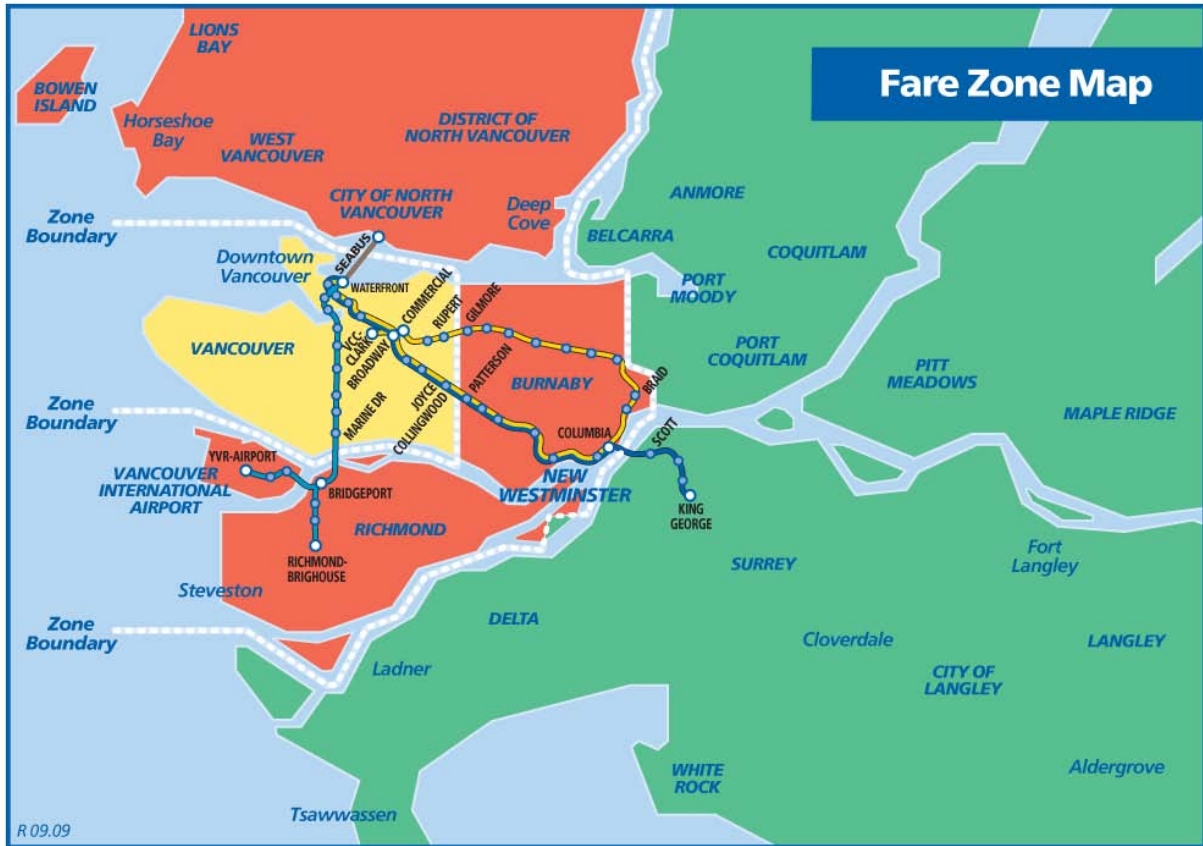 LIONS
BAY
Fare Zone Map
BOWEN
ISLAND
Horseshoe
Bay
WEST
VANCOUVER
DISTRICT OF
NORTH VANCOUVER
CITY OF NORTH
VANCOUVER
Deep
Cove
ANMORE
BELCARRA
COQUITLAM
Zone
Boundary
Downtown
Vancouver
SEABUS
WATERFRONT
PORT
MOODY
COMMERCIAL
RUPERT
GILMORE
VANCOUVER
VCC-
CLARK
BROADWAY
PATTERSON
BURNABY
PORT
COQUITLAM
PITT
MEADOWS
MAPLE RIDGE
BRAID
JOYCE
COLLINGWOOD
MARINE DR
Zone
Boundary
COLUMBIA
SCOTT
YVR-AIRPORT
VANCOUVER
INTERNATIONAL
AIRPORT
BRIDGEPORT
NEW
WESTMINSTER
KING
GEORGE
RICHMOND
RICHMOND-
BRIGHOUSE
Steveston
SURREY
Fort
Langley
Zone
Boundary
DELTA
Cloverdale
LANGLEY
Ladner
CITY OF
LANGLEY
WHITE
ROCK
Aldergrove
Tsawwassen
R 09.09